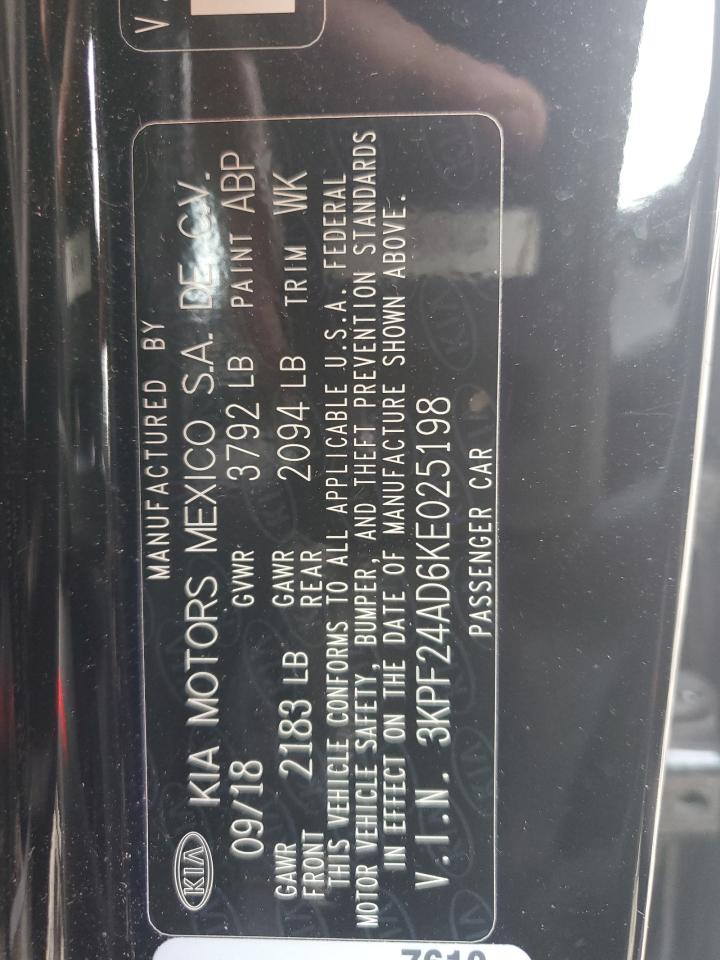 MANUFACTURED BY
KIA KIA MOTORS MEXICO S.A. DE C.V.
09/18 GVWR 3792 LB PAINT ABP
GAWR FRONT 2183 LB GAWR REAR 2094 LB TRIM WK
THIS VEHICLE CONFORMS TO ALL APPLICABLE U.S.A. FEDERAL
MOTOR VEHICLE SAFETY, BUMPER, AND THEFT PREVENTION STANDARDS
IN EFFECT ON THE DATE OF MANUFACTURE SHOWN ABOVE.
V.I.N. 3KPF24AD6KE025198
PASSENGER CAR